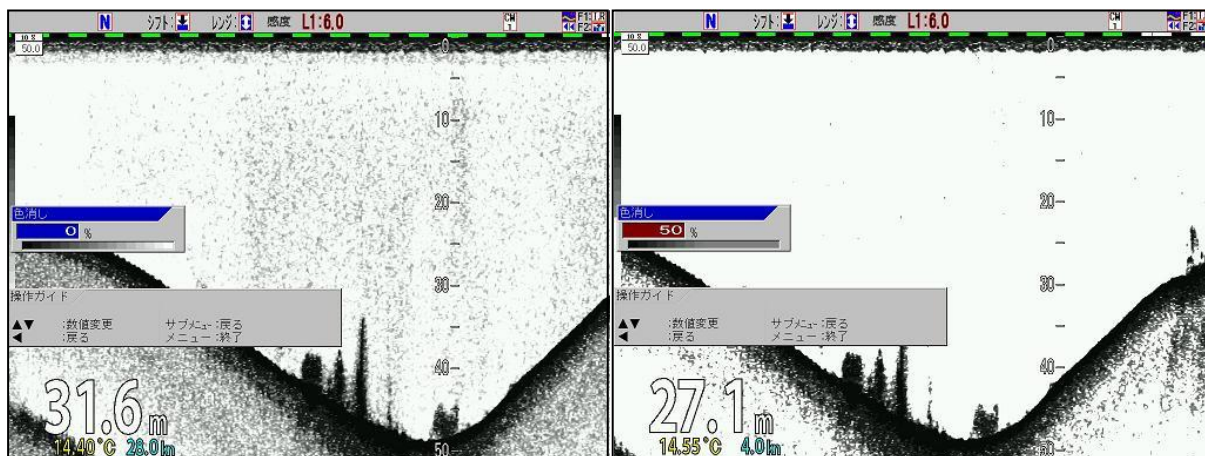 N シフト: レンジ: 感度 L1:6.0 CM 1 F1: F2:
10 S
50.0
0
10
20
色消し
0 %
30
操作ガイド
▲▼ :数値変更 サブメニュー:戻る
◀ :戻る メニュー:終了
40
31.6m
14.40°C 28.0km
50
N シフト: レンジ: 感度 L1:6.0 CM 1 F1: F2:
10 S
50.0
0
10
20
色消し
50 %
30
操作ガイド
▲▼ :数値変更 サブメニュー:戻る
◀ :戻る メニュー:終了
40
27.1m
14.55°C 4.0km
50